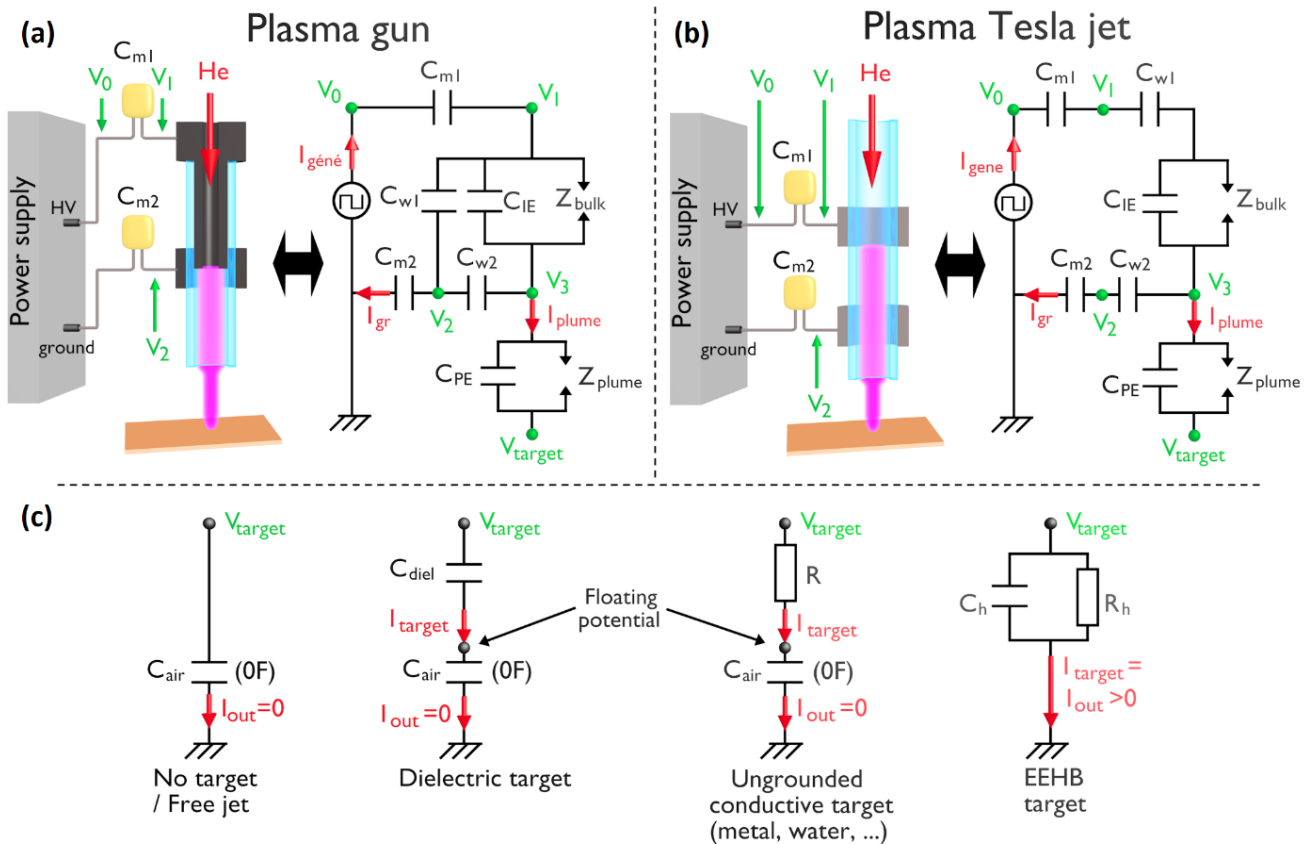 (a)
Plasma gun
Cm1
V0
V1
He
Power supply
HV
Cm2
ground
V2
V0
Cm1
V1
Igéné
Cw1
CIE
Zbulk
Cm2
Cw2
V3
Igr
V2
Iplume
CPE
Zplume
Vtarget
(b)
Plasma Tesla jet
V0
V1
He
Cm1
Power supply
HV
Cm2
ground
V2
V0
Cm1
V1
Cw1
Igene
CIE
Zbulk
Cm2
Cw2
V3
Igr
V2
Iplume
CPE
Zplume
Vtarget
(c)
Vtarget
Cair
(0F)
Iout=0
No target
/ Free jet
Vtarget
Cdiel
Itarget
Cair
(0F)
Iout=0
Dielectric target
Floating
potential
Vtarget
R
Itarget
Cair
(0F)
Iout=0
Ungrounded
conductive target
(metal, water, ...)
Vtarget
Ch
Rh
Itarget=
Iout>0
EEHB
target